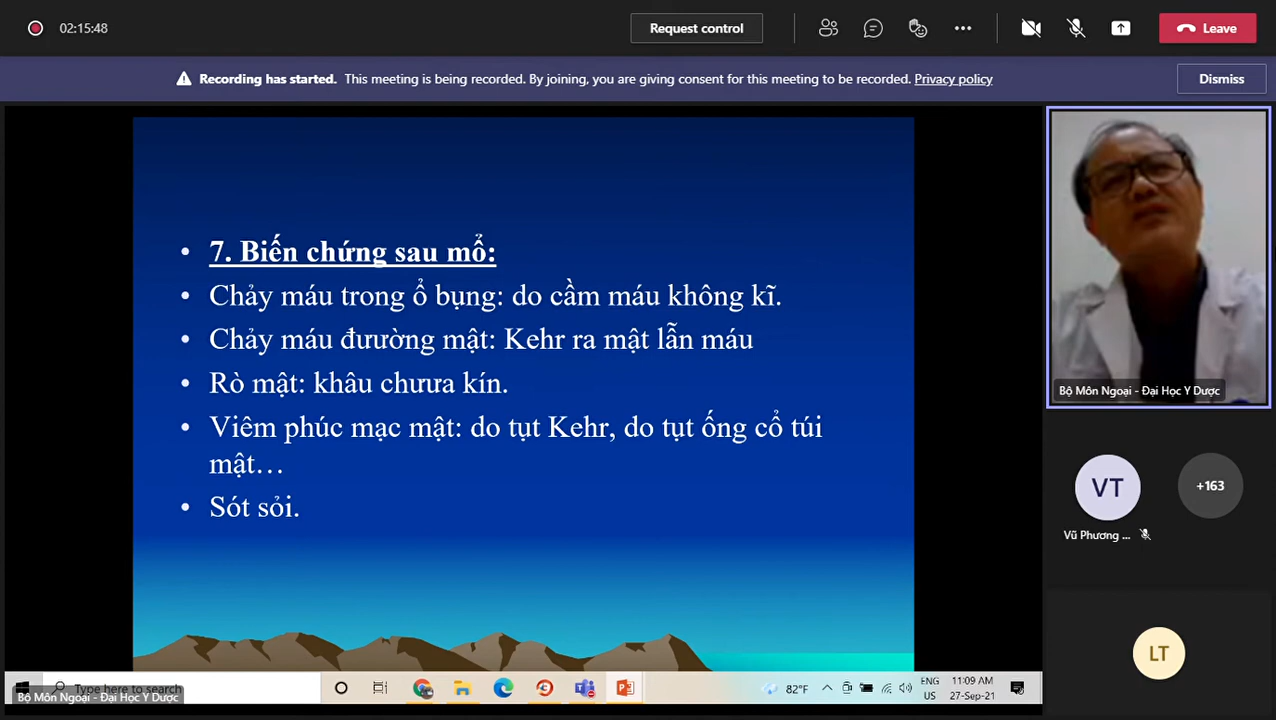 02:15:48
Request control
Leave
Recording has started. This meeting is being recorded. By joining, you are giving consent for this meeting to be recorded. Privacy policy
Dismiss
7. Biến chứng sau mổ:
Chảy máu trong ổ bụng: do cầm máu không kĩ.
Chảy máu đưường mật: Kehr ra mật lẫn máu
Rò mật: khâu chưưa kín.
Viêm phúc mạc mật: do tụt Kehr, do tụt ống cổ túi
mật…
Sót sỏi.
Bộ Môn Ngoại - Đại Học Y Dược
VT
+163
Vũ Phương ...
LT
Type here to search
Bộ Môn Ngoại - Đại Học Y Dược
82°F
ENG
US
11:09 AM
27-Sep-21